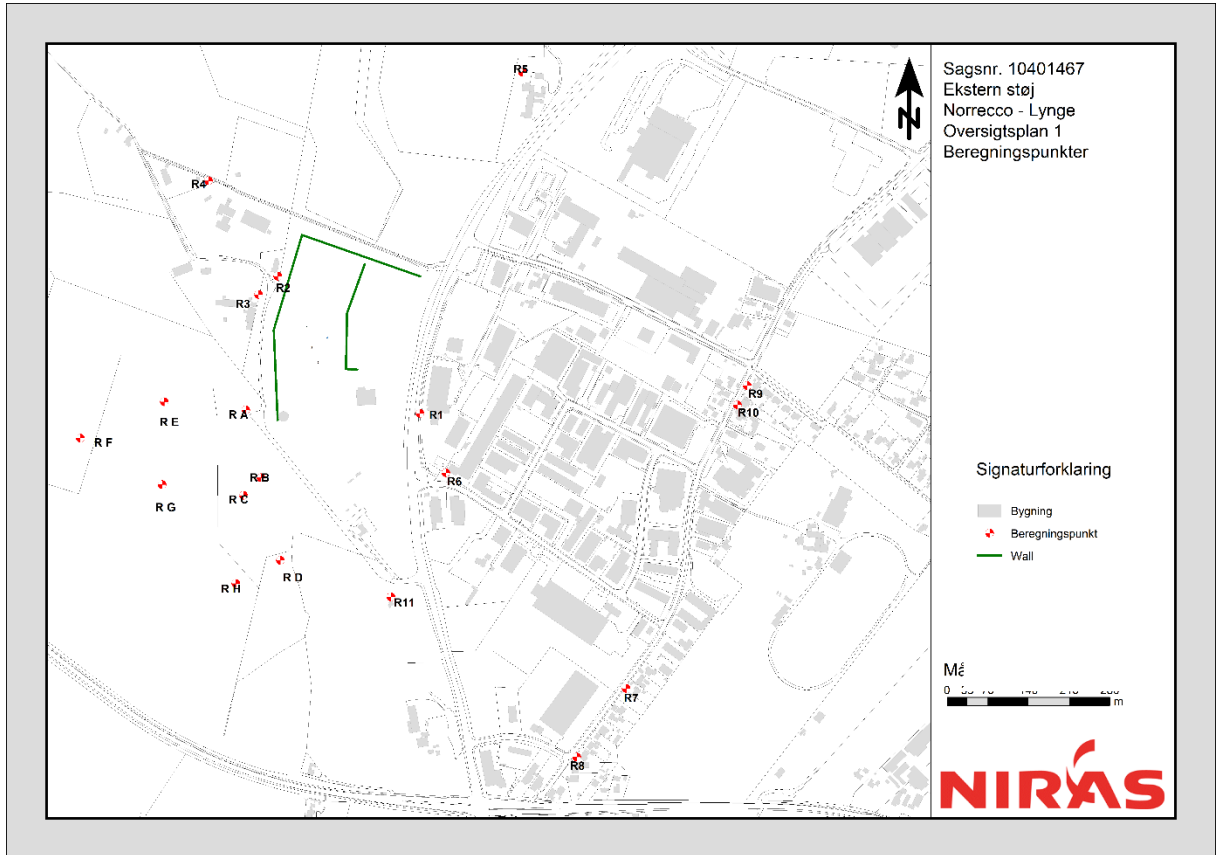 Sagsnr. 10401467
Ekstern støj
Norrecco - Lynge
Oversigtsplan 1
Beregningspunkter
N
R5
R4
R2
R3
R9
R10
R A
R E
R1
R F
R B
R6
R C
R G
R D
R H
R11
R7
R8
Signaturforklaring
Bygning
Beregningspunkt
Wall
0
m
NIRAS